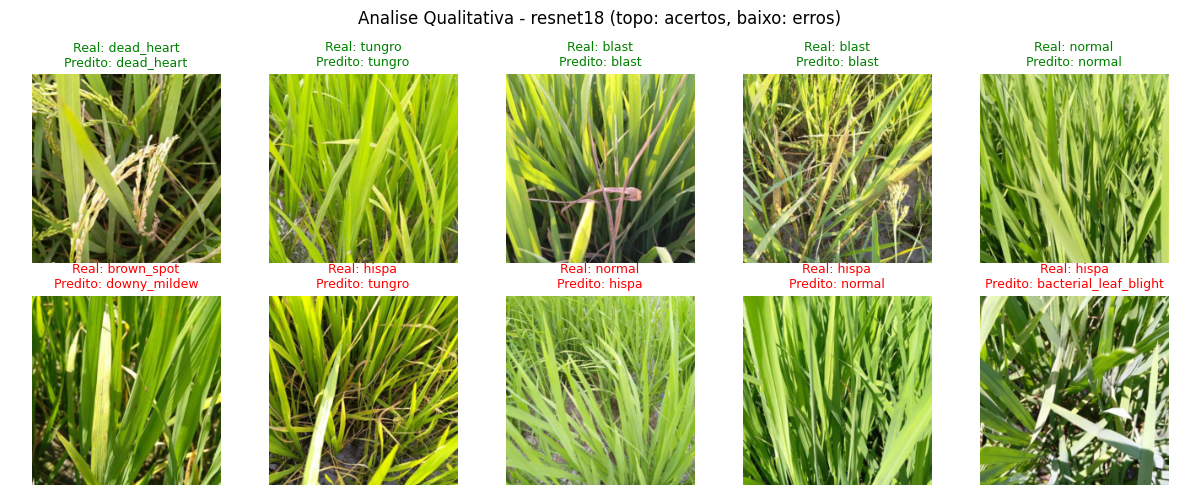 Analise Qualitativa - resnet18 (topo: acertos, baixo: erros)
Real: dead_heart
Predito: dead_heart
Real: tungro
Predito: tungro
Real: blast
Predito: blast
Real: blast
Predito: blast
Real: normal
Predito: normal
Real: brown_spot
Predito: downy_mildew
Real: hispa
Predito: tungro
Real: normal
Predito: hispa
Real: hispa
Predito: normal
Real: hispa
Predito: bacterial_leaf_blight